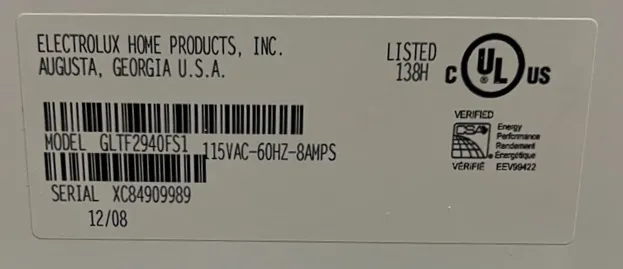 ELECTROLUX HOME PRODUCTS, INC.
AUGUSTA, GEORGIA U.S.A.
LISTED
138H
C UL US
®
MODEL GLTF2940FS1 115VAC-60HZ-8AMPS
SERIAL XC84909989
12/08
VERIFIED
CSA
Energy
Performance
Rendement
Énergétique
VÉRIFIÉ EEV99422